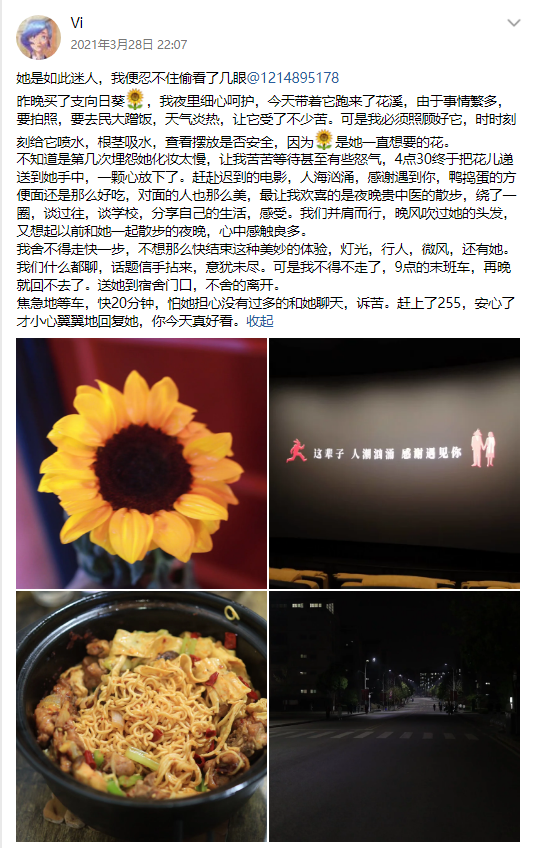 Vi
2021年3月28日 22:07
她是如此迷人，我便忍不住偷看了几眼@1214895178
昨晚买了支向日葵🌻，我夜里细心呵护，今天带着它跑来了花溪，由于事情繁多，
要拍照，要去民大蹭饭，天气炎热，让它受了不少苦。可是我必须照顾好它，时时刻
刻给它喷水，根茎吸水，查看摆放是否安全，因为🌻是她一直想要的花。
不知道是第几次埋怨她化妆太慢，让我苦苦等待甚至有些怨气，4点30终于把花儿递
送到她手中，一颗心放下了。赶赴迟到的电影，人海汹涌，感谢遇到你，鸭捣蛋的方
便面还是那么好吃，对面的人也那么美，最让我欢喜的是夜晚贵中医的散步，绕了一
圈，谈过往，谈学校，分享自己的生活，感受。我们并肩而行，晚风吹过她的头发，
又想起以前和她一起散步的夜晚，心中感触良多。
我舍不得走快一步，不想那么快结束这种美妙的体验，灯光，行人，微风，还有她。
我们什么都聊，话题信手拈来，意犹未尽。可是我不得不走了，9点的末班车，再晚
就回不去了。送她到宿舍门口，不舍的离开。
焦急地等车，快20分钟，怕她担心没有过多的和她聊天，诉苦。赶上了255，安心了
才小心翼翼地回复她，你今天真好看。收起
这辈子 人潮汹涌 感谢遇见你